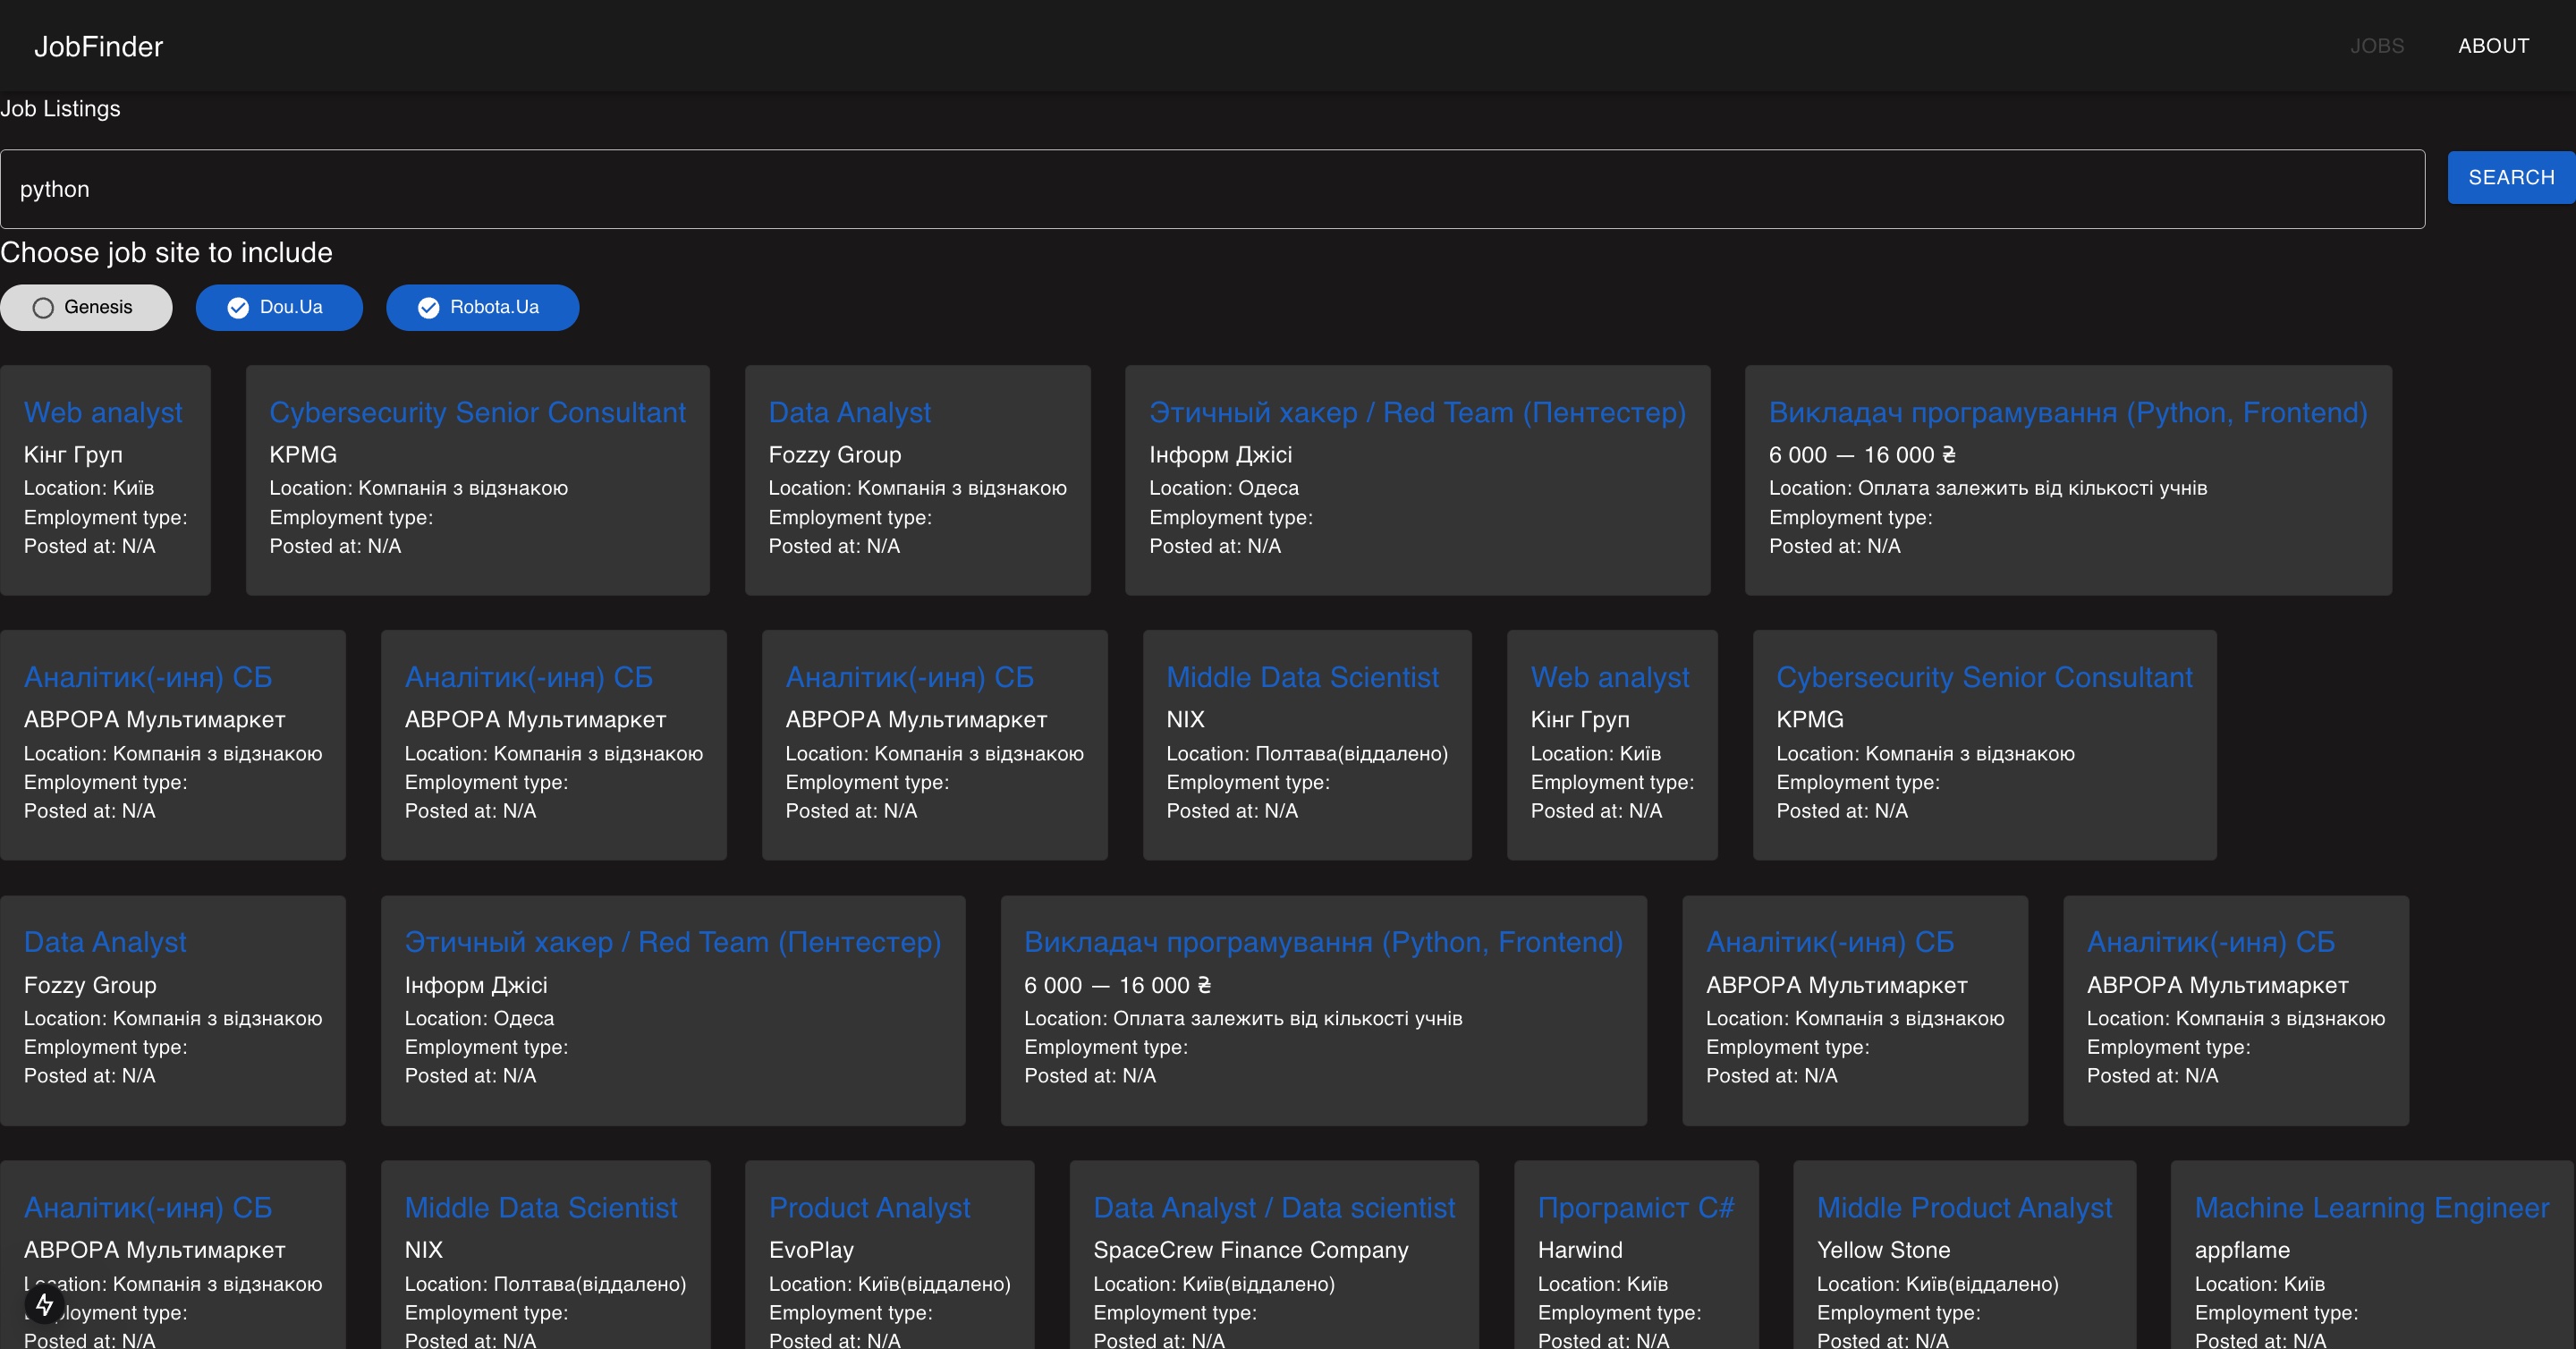 JobFinder
JOBS
ABOUT
Job Listings
python
SEARCH
Choose job site to include
Genesis
Dou.Ua
Robota.Ua
Web analyst
Кінг Груп
Location: Київ
Employment type:
Posted at: N/A
Cybersecurity Senior Consultant
KPMG
Location: Компанія з відзнакою
Employment type:
Posted at: N/A
Data Analyst
Fozzy Group
Location: Компанія з відзнакою
Employment type:
Posted at: N/A
Этичный хакер / Red Team (Пентестер)
Інформ Джісі
Location: Одеса
Employment type:
Posted at: N/A
Викладач програмування (Python, Frontend)
6 000 — 16 000 ₴
Location: Оплата залежить від кількості учнів
Employment type:
Posted at: N/A
Аналітик(-иня) СБ
АВРОРА Мультимаркет
Location: Компанія з відзнакою
Employment type:
Posted at: N/A
Аналітик(-иня) СБ
АВРОРА Мультимаркет
Location: Компанія з відзнакою
Employment type:
Posted at: N/A
Аналітик(-иня) СБ
АВРОРА Мультимаркет
Location: Компанія з відзнакою
Employment type:
Posted at: N/A
Middle Data Scientist
NIX
Location: Полтава(віддалено)
Employment type:
Posted at: N/A
Web analyst
Кінг Груп
Location: Київ
Employment type:
Posted at: N/A
Cybersecurity Senior Consultant
KPMG
Location: Компанія з відзнакою
Employment type:
Posted at: N/A
Data Analyst
Fozzy Group
Location: Компанія з відзнакою
Employment type:
Posted at: N/A
Этичный хакер / Red Team (Пентестер)
Інформ Джісі
Location: Одеса
Employment type:
Posted at: N/A
Викладач програмування (Python, Frontend)
6 000 — 16 000 ₴
Location: Оплата залежить від кількості учнів
Employment type:
Posted at: N/A
Аналітик(-иня) СБ
АВРОРА Мультимаркет
Location: Компанія з відзнакою
Employment type:
Posted at: N/A
Аналітик(-иня) СБ
АВРОРА Мультимаркет
Location: Компанія з відзнакою
Employment type:
Posted at: N/A
Аналітик(-иня) СБ
АВРОРА Мультимаркет
Location: Компанія з відзнакою
Employment type:
Posted at: N/A
Middle Data Scientist
NIX
Location: Полтава(віддалено)
Employment type:
Posted at: N/A
Product Analyst
EvoPlay
Location: Київ(віддалено)
Employment type:
Posted at: N/A
Data Analyst / Data scientist
SpaceCrew Finance Company
Location: Київ(віддалено)
Employment type:
Posted at: N/A
Програміст C#
Harwind
Location: Київ
Employment type:
Posted at: N/A
Middle Product Analyst
Yellow Stone
Location: Київ(віддалено)
Employment type:
Posted at: N/A
Machine Learning Engineer
appflame
Location: Київ
Employment type:
Posted at: N/A